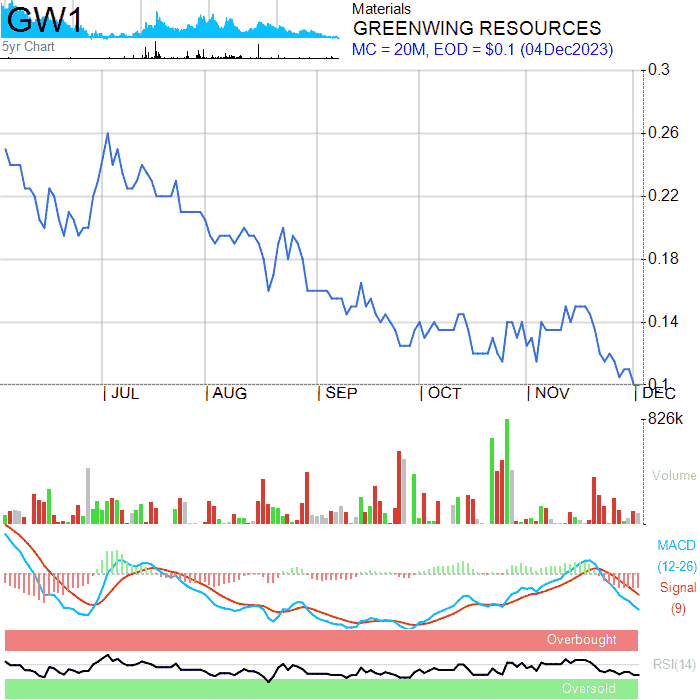 GW1
5yr Chart
Materials
GREENWING RESOURCES
MC = 20M, EOD = $0.1 (04Dec2023)
0.3
0.26
0.22
0.18
0.14
0.1
JUL AUG SEP OCT NOV DEC
826k
Volume
MACD
(12-26)
Signal
(9)
Overbought
RSI(14)
Oversold